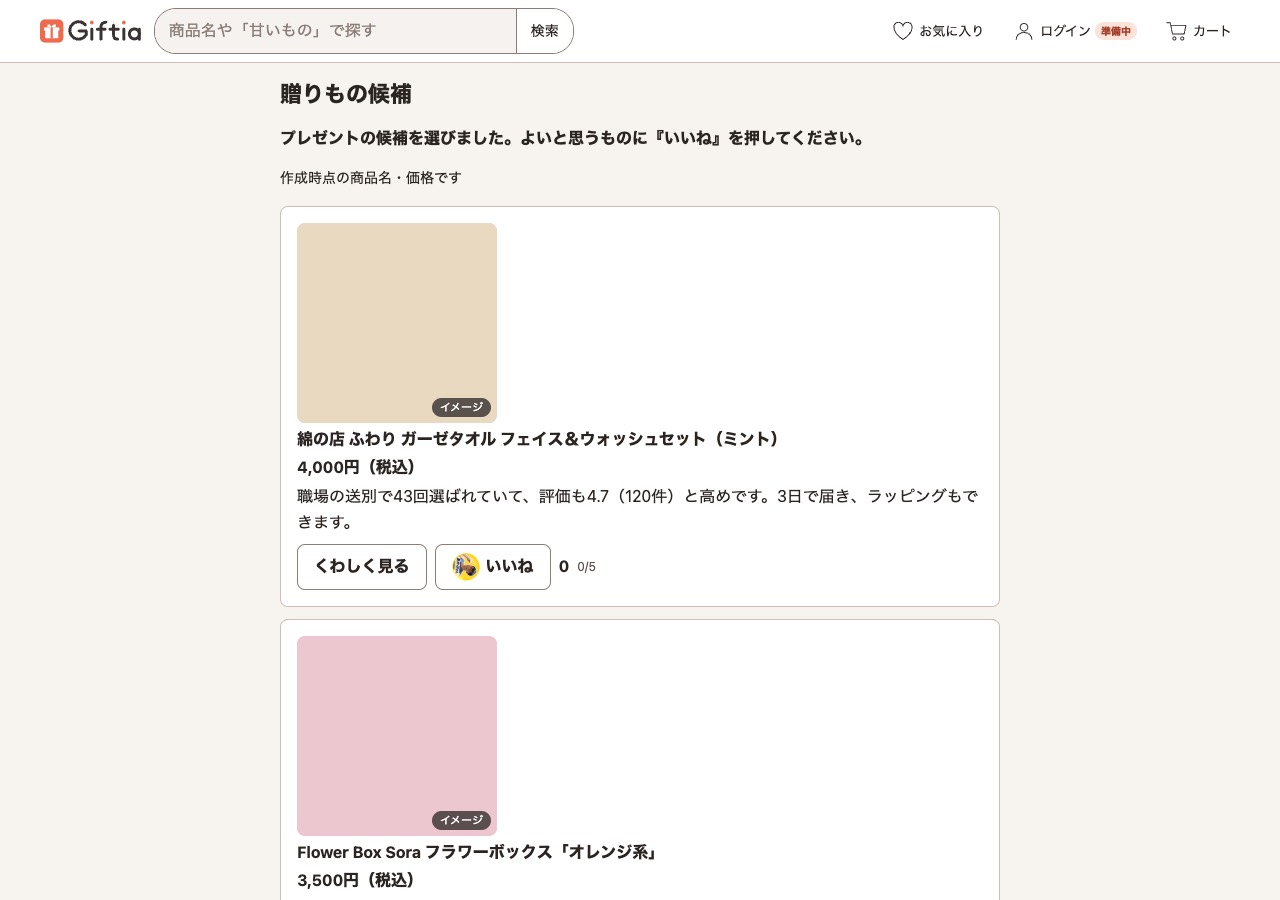 Giftia
商品名や「甘いもの」で探す
検索
お気に入り
ログイン 準備中
カート
贈りもの候補
プレゼントの候補を選びました。よいと思うものに『いいね』を押してください。
作成時点の商品名・価格です
イメージ
綿の店 ふわり ガーゼタオル フェイス＆ウォッシュセット（ミント）
4,000円（税込）
職場の送別で43回選ばれていて、評価も4.7（120件）と高めです。3日で届き、ラッピングもで
きます。
くわしく見る
いいね
0 0/5
イメージ
Flower Box Sora フラワーボックス「オレンジ系」
3,500円（税込）